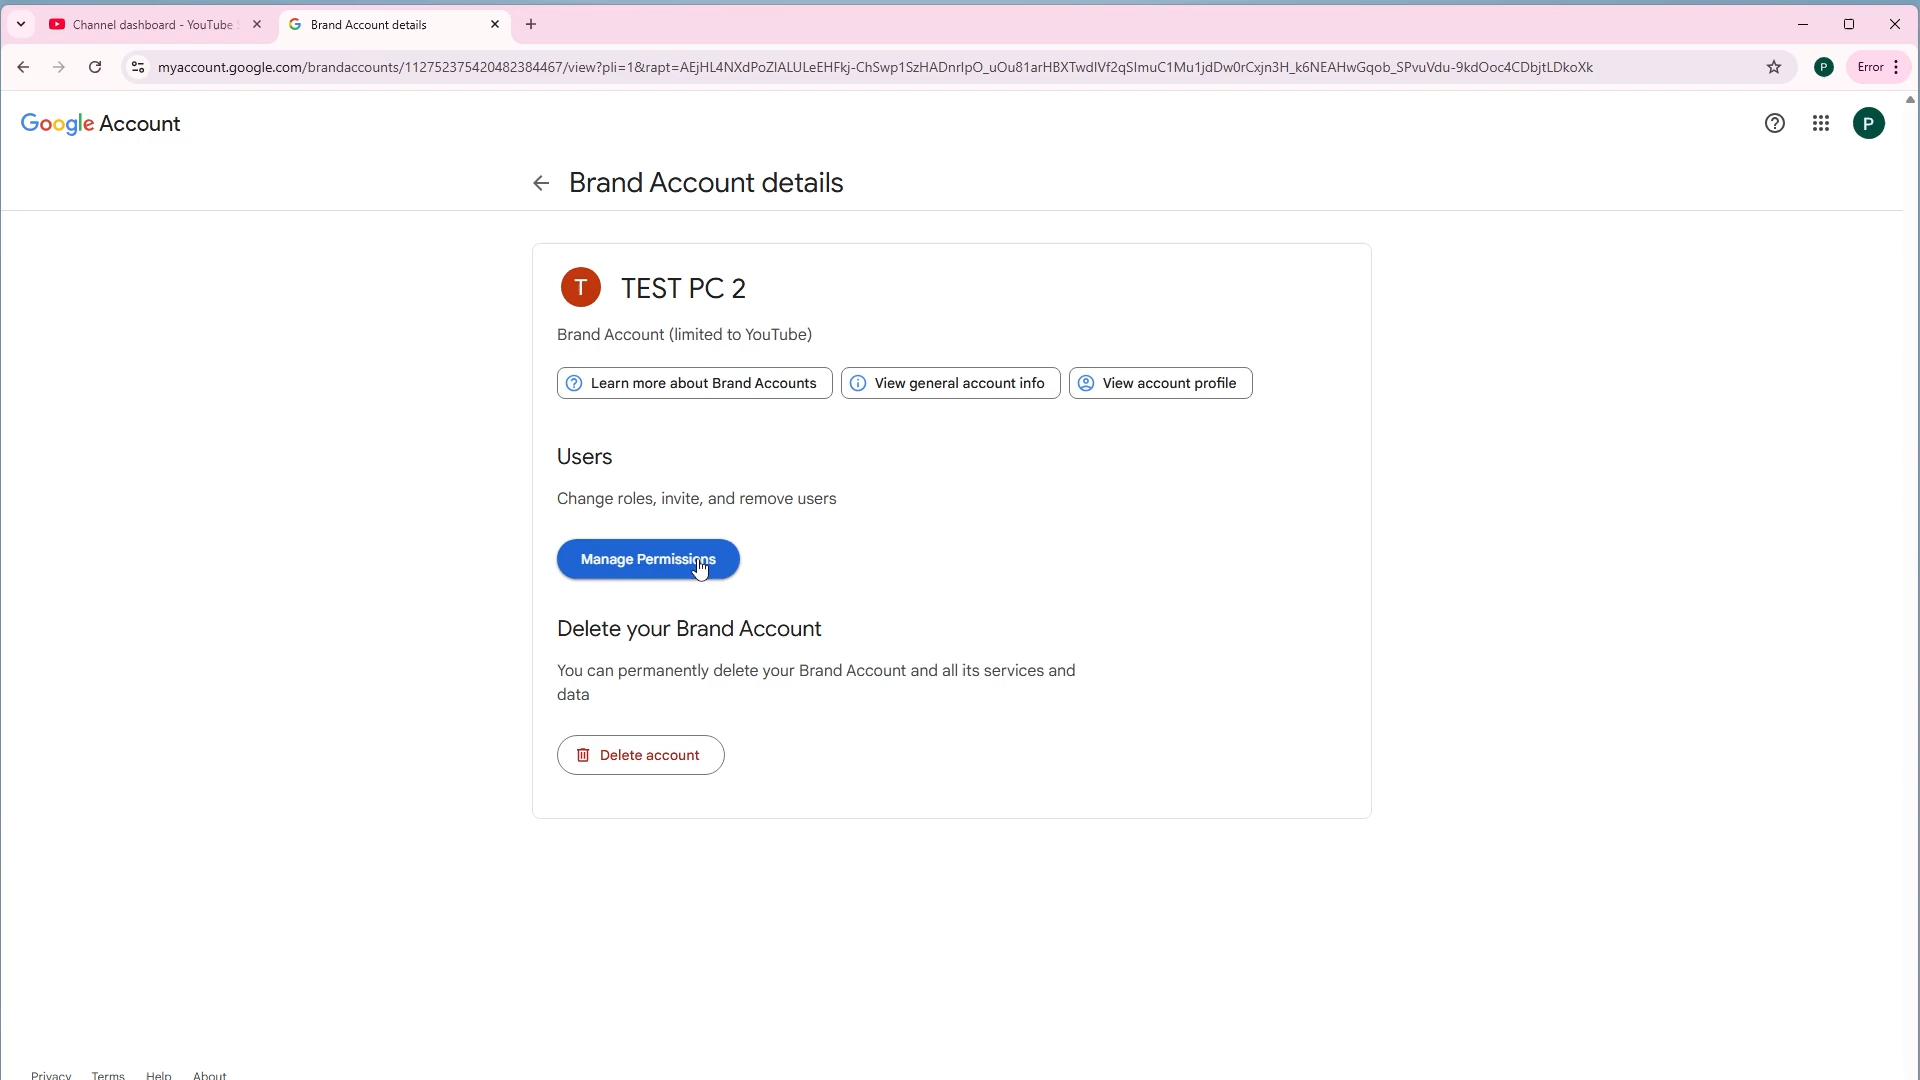 Channel dashboard - YouTube
Brand Account details
myaccount.google.com/brandaccounts/112752375420482384467/view?pli=1&rapt=AEjHL4NXdPoZIALULeEHFkj-ChSwp1SzHADnrIpO_uOu81arHBXTwdIVf2qSImuC1Mu1jdDw0rCxjn3H_k6NEAHwGqob_SPvuVdu-9kdOoc4CDbjtLDkoXk
P
Error
Google Account
P
Brand Account details
T
TEST PC 2
Brand Account (limited to YouTube)
Learn more about Brand Accounts
View general account info
View account profile
Users
Change roles, invite, and remove users
Manage Permissions
Delete your Brand Account
You can permanently delete your Brand Account and all its services and
data
Delete account
Privacy Terms Help About